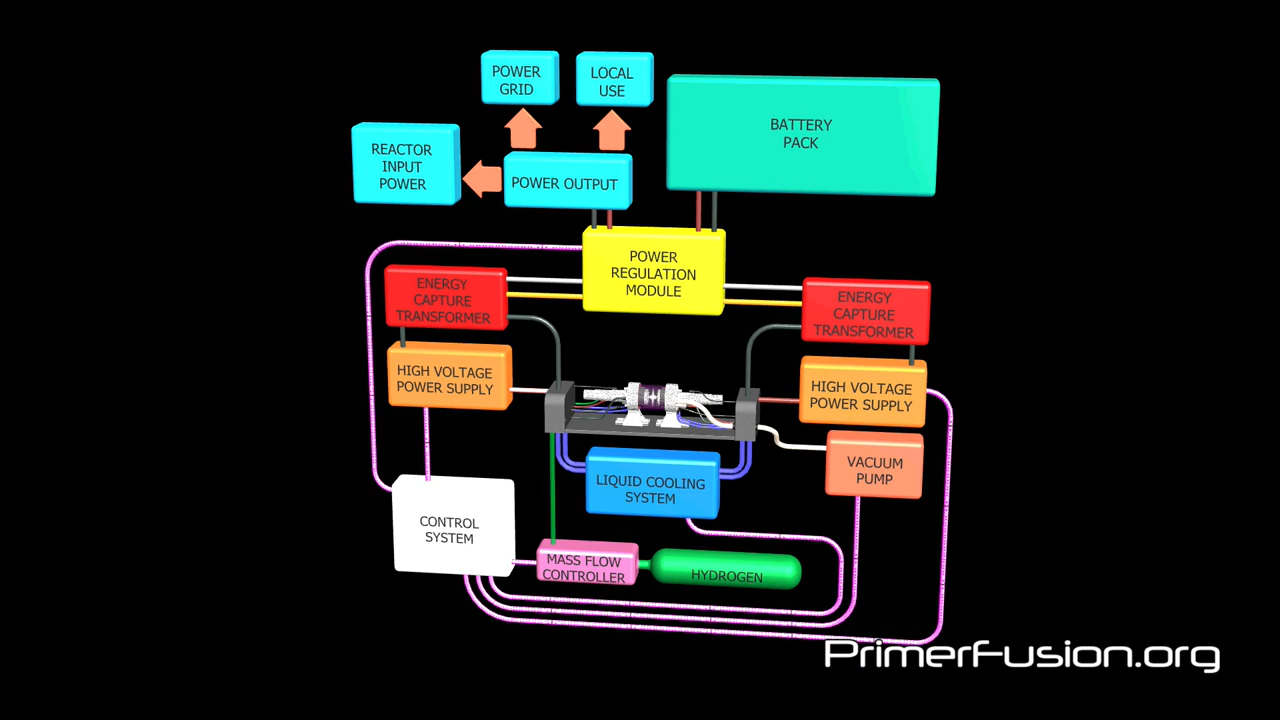 POWER
GRID
LOCAL
USE
BATTERY
PACK
REACTOR
INPUT
POWER
POWER OUTPUT
POWER
REGULATION
MODULE
ENERGY
CAPTURE
TRANSFORMER
ENERGY
CAPTURE
TRANSFORMER
HIGH VOLTAGE
POWER SUPPLY
HIGH VOLTAGE
POWER SUPPLY
VACUUM
PUMP
LIQUID COOLING
SYSTEM
CONTROL
SYSTEM
MASS FLOW
CONTROLLER
HYDROGEN
PrimerFusion.org